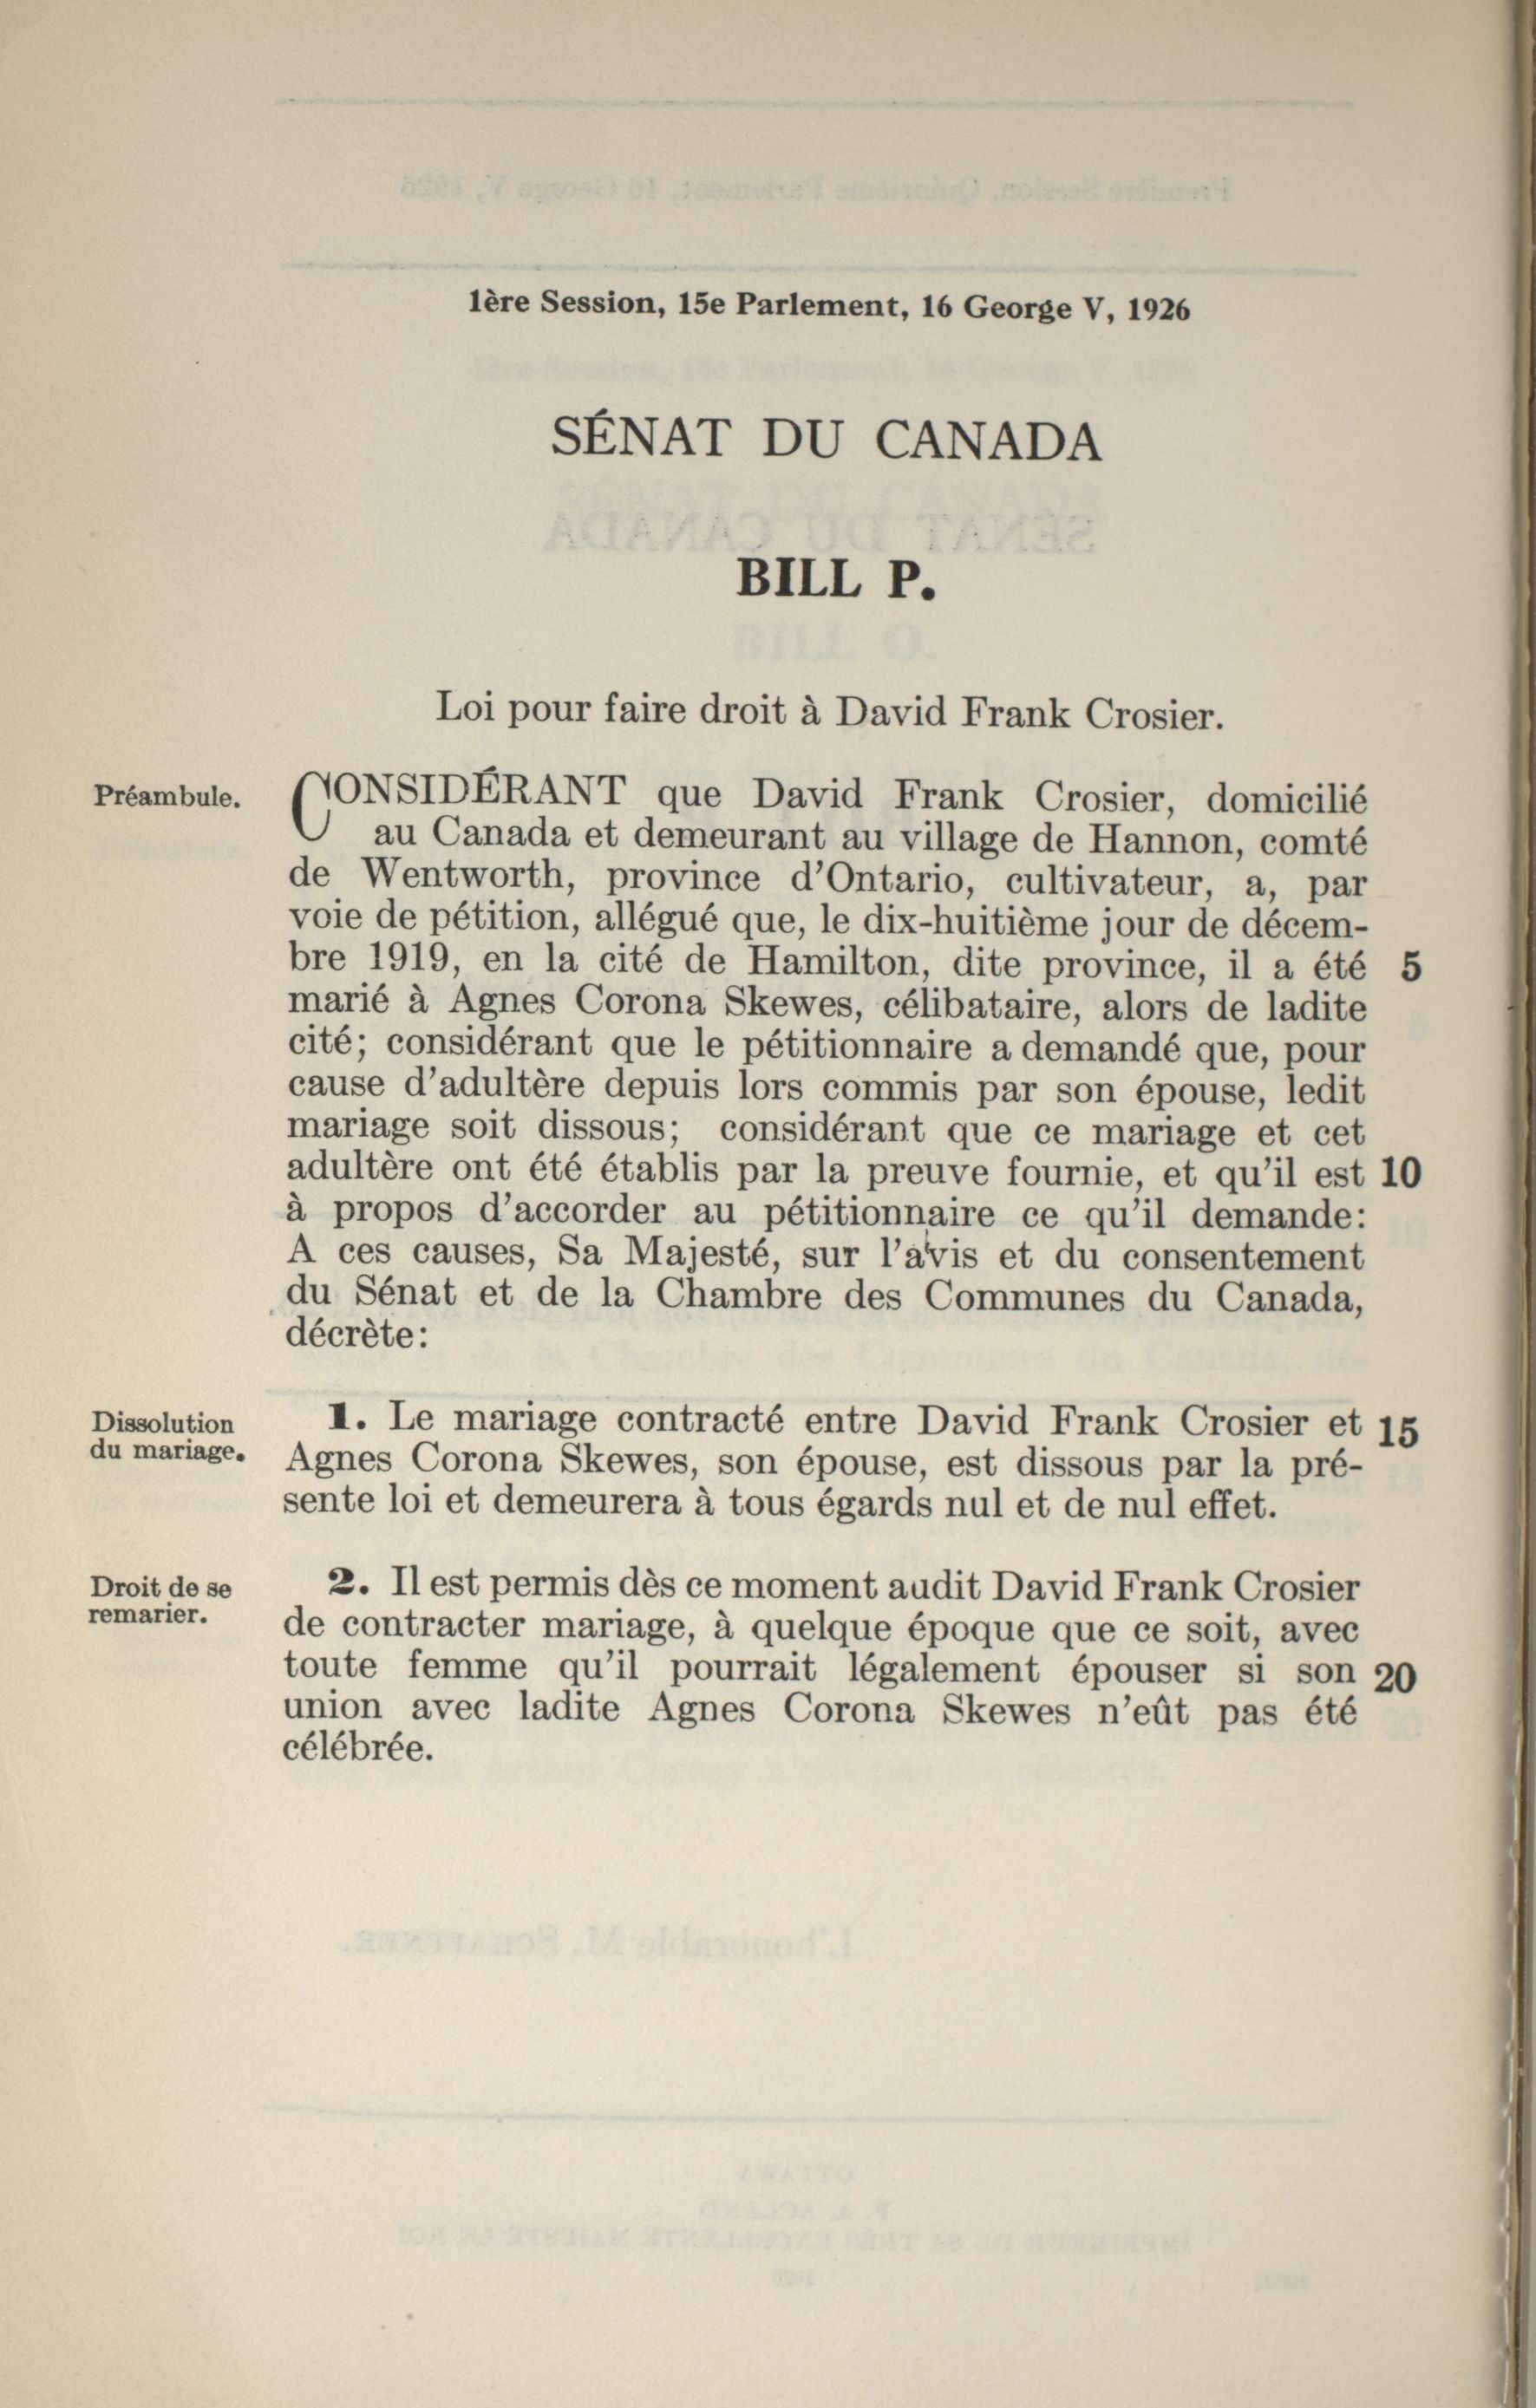 1ère Session, 15e Parlement, 16 George V, 1926
SÉNAT DU CANADA
BILL P.
Loi pour faire droit à David Frank Crosier.
Préambule.
CONSIDÉRANT que David Frank Crosier, domicilié
au Canada et demeurant au village de Hannon, comté
de Wentworth, province d'Ontario, cultivateur, a, par
voie de pétition, allégué que, le dix-huitième jour de décem-
bre 1919, en la cité de Hamilton, dite province, il a été 5
marié à Agnes Corona Skewes, célibataire, alors de ladite
cité; considérant que le pétitionnaire a demandé que, pour
cause d'adultère depuis lors commis par son épouse, ledit
mariage soit dissous; considérant que ce mariage et cet
adultère ont été établis par la preuve fournie, et qu'il est 10
à propos d'accorder au pétitionnaire ce qu'il demande:
A ces causes, Sa Majesté, sur l'avis et du consentement
du Sénat et de la Chambre des Communes du Canada,
décrète:
Dissolution
du mariage.
1. Le mariage contracté entre David Frank Crosier et 15
Agnes Corona Skewes, son épouse, est dissous par la pré-
sente loi et demeurera à tous égards nul et de nul effet.
Droit de se
remarier.
2. Il est permis dès ce moment audit David Frank Crosier
de contracter mariage, à quelque époque que ce soit, avec
toute femme qu'il pourrait légalement épouser si son 20
union avec ladite Agnes Corona Skewes n'eût pas été
célébrée.